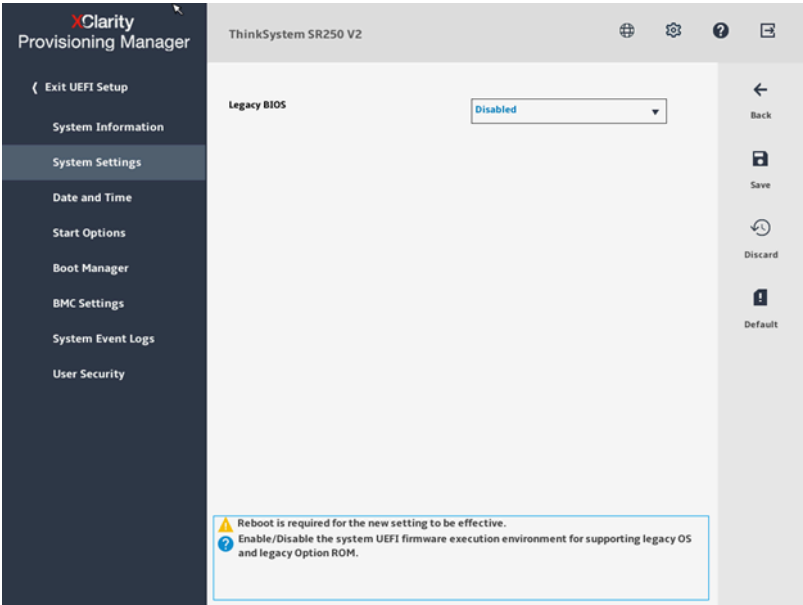 XClarity
Provisioning Manager
ThinkSystem SR250 V2
Exit UEFI Setup
System Information
System Settings
Date and Time
Start Options
Boot Manager
BMC Settings
System Event Logs
User Security
Legacy BIOS
Disabled
Back
Save
Discard
Default
Reboot is required for the new setting to be effective.
Enable/Disable the system UEFI firmware execution environment for supporting legacy OS
and legacy Option ROM.